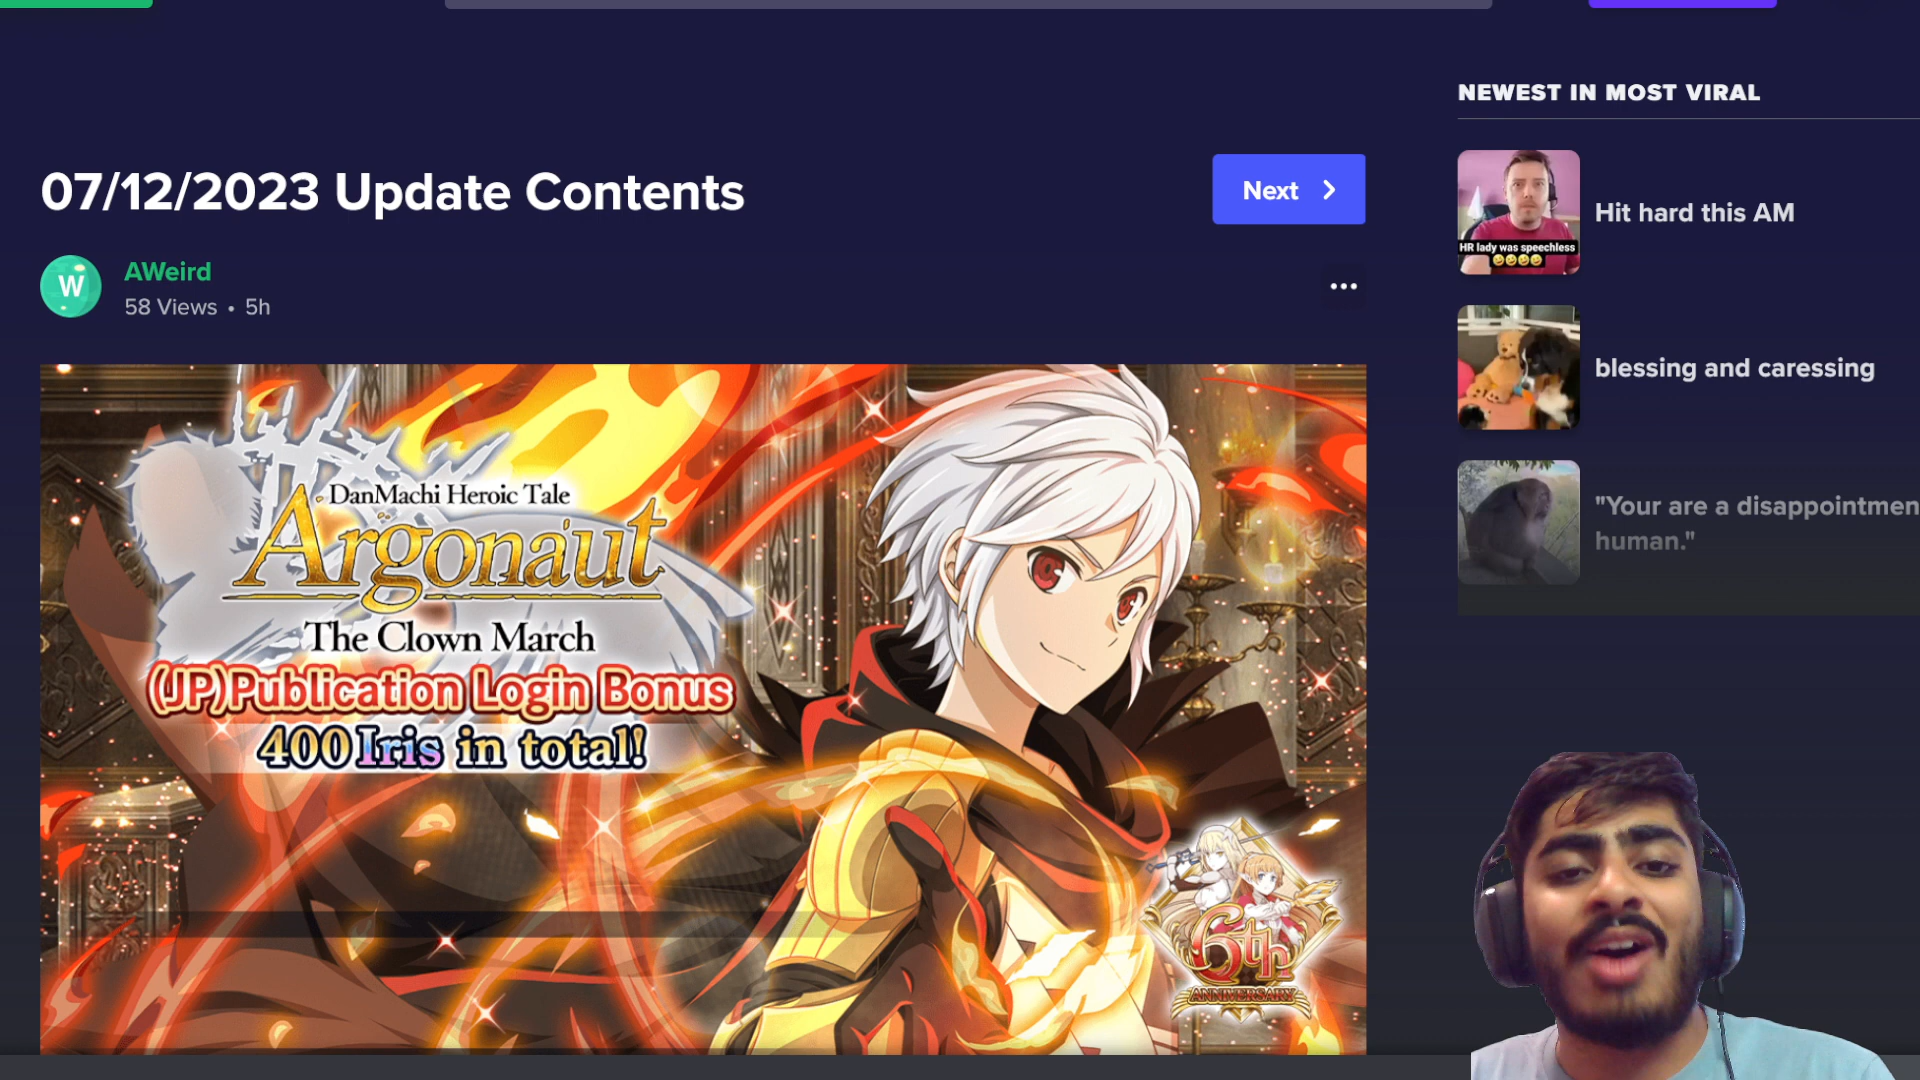 07/12/2023 Update Contents
Next
W
AWeird
58 Views • 5h
DanMachi Heroic Tale
Argonaut
The Clown March
(JP)Publication Login Bonus
400 Iris in total!
6th
ANNIVERSARY
NEWEST IN MOST VIRAL
HR lady was speechless
Hit hard this AM
blessing and caressing
"Your are a disappointmen
human."